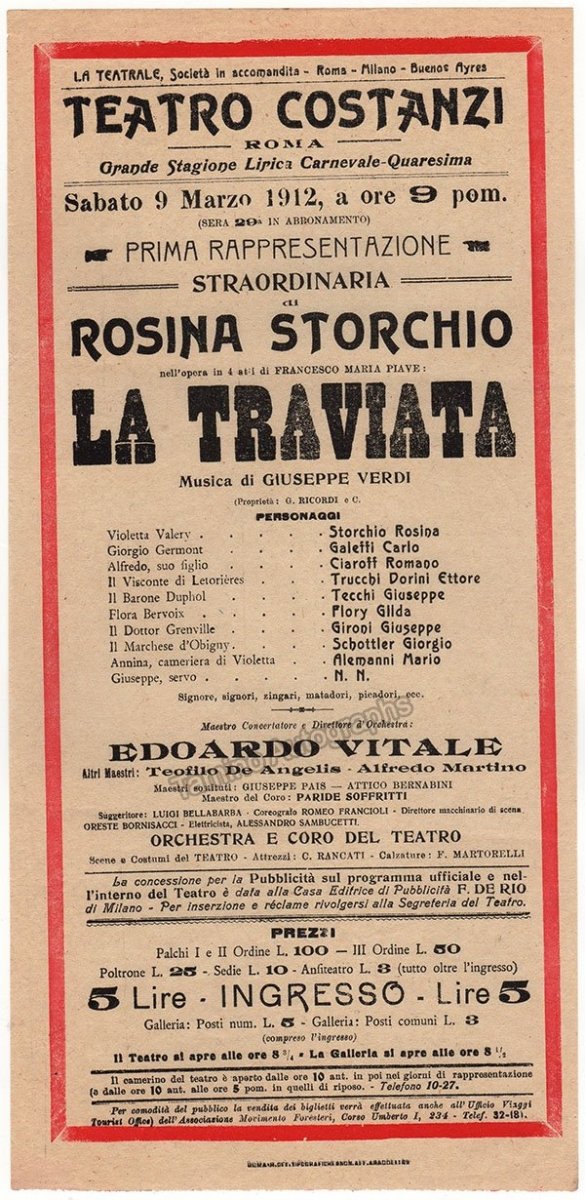 LA TEATRALE, Società in accomandita - Roma - Milano - Buenos Ayres
TEATRO COSTANZI
ROMA
Grande Stagione Lirica Carnevale-Quaresima
Sabato 9 Marzo 1912, a ore 9 pom.
(SERA 29ª IN ABBONAMENTO)
PRIMA RAPPRESENTAZIONE
STRAORDINARIA
di
ROSINA STORCHIO
nell'opera in 4 atti di FRANCESCO MARIA PIAVE:
LA TRAVIATA
Musica di GIUSEPPE VERDI
(Proprietà: G. RICORDI e C.
PERSONAGGI
Violetta Valery . . . . . Storchio Rosina
Giorgio Germont . . . . . Galeffi Carlo
Alfredo, suo figlio . . . . Ciaroff Romano
Il Visconte di Letorières . . . Trucchi Dorini Ettore
Il Barone Duphol . . . . Tecchi Giuseppe
Flora Bervoix . . . . . Flory Gilda
Il Dottor Grenville . . . . Gironi Giuseppe
Il Marchese d'Obigny . . . . Schottler Giorgio
Annina, cameriera di Violetta . . Alemanni Mario
Giuseppe, servo . . . . . N. N.
Signore, signori, zingari, matadori, picadori, ecc.
Maestro Concertatore e Direttore d'Orchestra:
EDOARDO VITALE
Altri Maestri: Teofilo De Angelis - Alfredo Martino
Maestri sostituti: GIUSEPPE PAIS — ATTICO BERNABINI
Maestro del Coro: PARIDE SOFFRITTI
Suggeritore: LUIGI BELLABARBA - Coreografo ROMEO FRANCIOLI - Direttore macchinario di scena
ORESTE BORNISACCI - Elettricista, ALESSANDRO SAMBUCETTI.
ORCHESTRA E CORO DEL TEATRO
Scene e Costumi del TEATRO - Attrezzi: C. RANCATI - Calzature: F. MARTORELLI
La concessione per la Pubblicità sul programma ufficiale e nel-
l'interno del Teatro è data alla Casa Editrice di Pubblicità F. DE RIO
di Milano - Per inserzione e réclame rivolgersi alla Segreteria del Teatro.
PREZZI
Palchi I e II Ordine L. 100 — III Ordine L. 50
Poltrone L. 25 - Sedie L. 10 - Anfiteatro L. 3 (tutto oltre l'ingresso)
5 Lire - INGRESSO - Lire 5
Galleria: Posti num. L. 5 - Galleria: Posti comuni L. 3
(compreso l'ingresso)
Il Teatro si apre alle ore 8 3/4 - La Galleria si apre alle ore 8 1/2
Il camerino del teatro è aperto dalle ore 10 ant. in poi nei giorni di rappresentazione
(e dalle ore 10 ant. alle ore 5 pom. in quelli di riposo. - Telefono 10-27.
Per comodità del pubblico la vendita dei biglietti verrà effettuata anche all'Ufficio Viaggi
Tourist Office) dell'Associazione Movimento Forestieri, Corso Umberto I, 234 - Telef. 32-(81.
Tamino Autographs